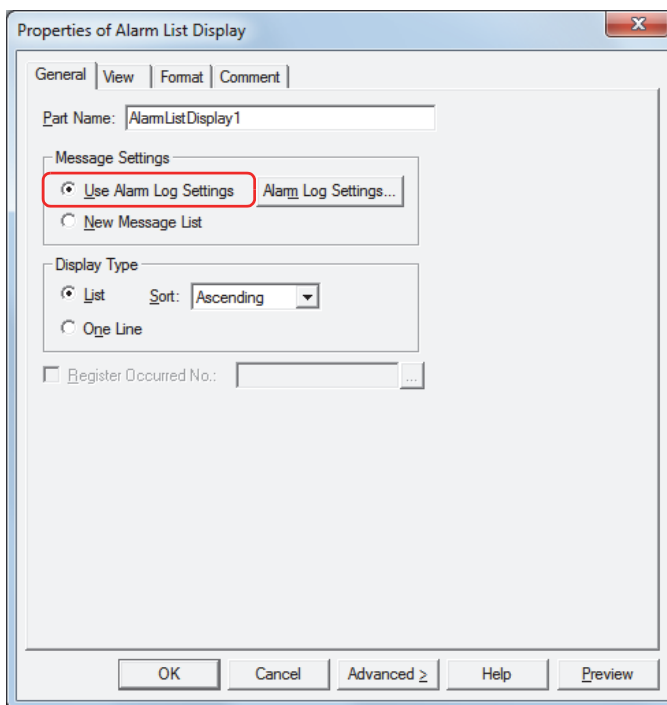 Properties of Alarm List Display
X
General View Format Comment
Part Name: AlarmListDisplay1
Message Settings
Use Alarm Log Settings Alarm Log Settings...
New Message List
Display Type
List Sort: Ascending
One Line
Register Occurred No.: ...
OK Cancel Advanced > Help Preview